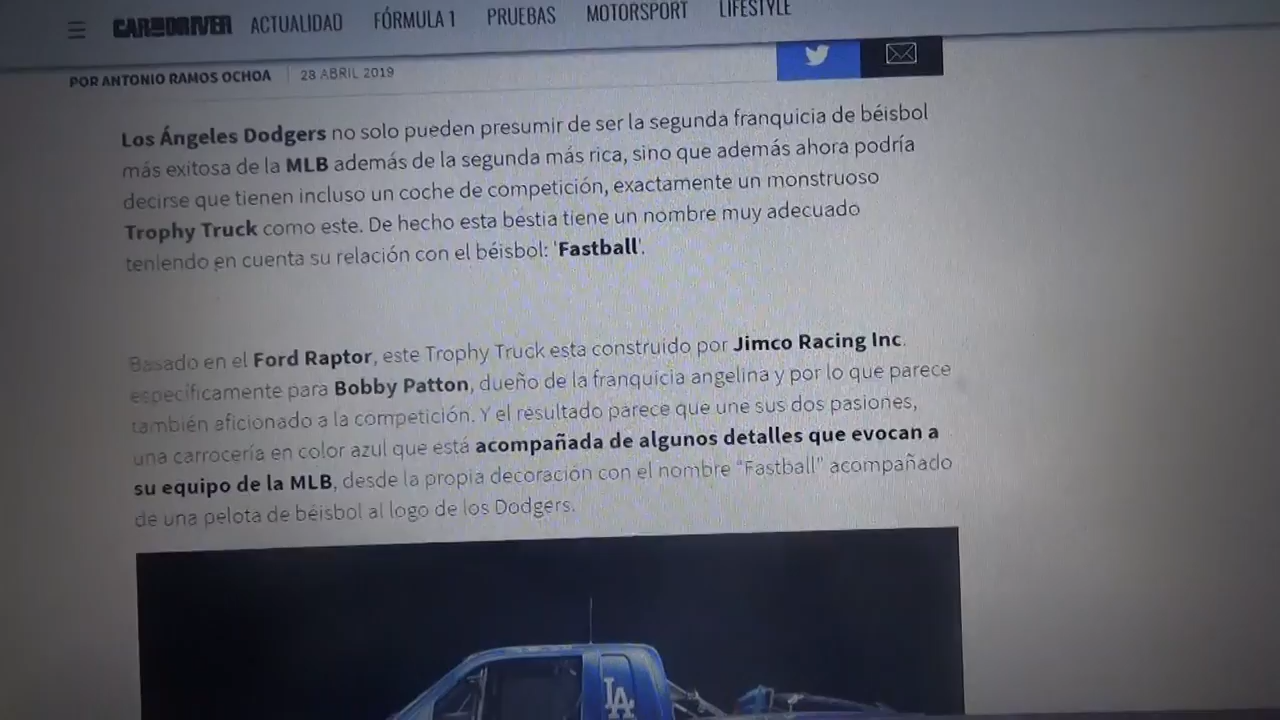 CAR AND DRIVER ACTUALIDAD FÓRMULA 1 PRUEBAS MOTORSPORT LIFESTYLE
POR ANTONIO RAMOS OCHOA 28 ABRIL 2019
Los Ángeles Dodgers no solo pueden presumir de ser la segunda franquicia de béisbol
más exitosa de la MLB además de la segunda más rica, sino que además ahora podría
decirse que tienen incluso un coche de competición, exactamente un monstruoso
Trophy Truck como este. De hecho esta bestia tiene un nombre muy adecuado
teniendo en cuenta su relación con el béisbol: 'Fastball'.
Basado en el Ford Raptor, este Trophy Truck esta construido por Jimco Racing Inc.
específicamente para Bobby Patton, dueño de la franquicia angelina y por lo que parece
también aficionado a la competición. Y el resultado parece que une sus dos pasiones,
una carrocería en color azul que está acompañada de algunos detalles que evocan a
su equipo de la MLB, desde la propia decoración con el nombre “Fastball” acompañado
de una pelota de béisbol al logo de los Dodgers.
LA